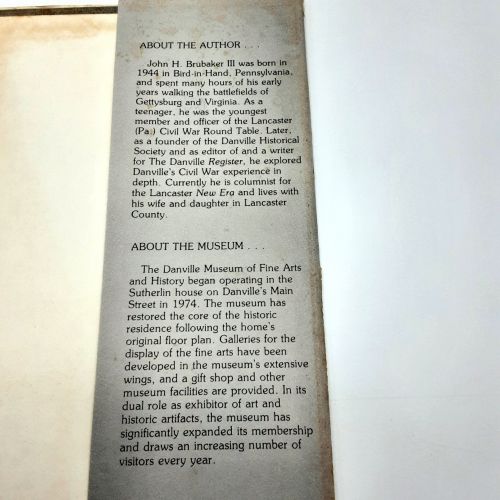 ABOUT THE AUTHOR . . .
John H. Brubaker III was born in
1944 in Bird-in-Hand, Pennsylvania,
and spent many hours of his early
years walking the battlefields of
Gettysburg and Virginia. As a
teenager, he was the youngest
member and officer of the Lancaster
(Pa.) Civil War Round Table. Later,
as a founder of the Danville Historical
Society and as editor of and a writer
for The Danville Register, he explored
Danville's Civil War experience in
depth. Currently he is columnist for
the Lancaster New Era and lives with
his wife and daughter in Lancaster
County.
ABOUT THE MUSEUM . . .
The Danville Museum of Fine Arts
and History began operating in the
Sutherlin house on Danville's Main
Street in 1974. The museum has
restored the core of the historic
residence following the home's
original floor plan. Galleries for the
display of the fine arts have been
developed in the museum's extensive
wings, and a gift shop and other
museum facilities are provided. In its
dual role as exhibitor of art and
historic artifacts, the museum has
significantly expanded its membership
and draws an increasing number of
visitors every year.